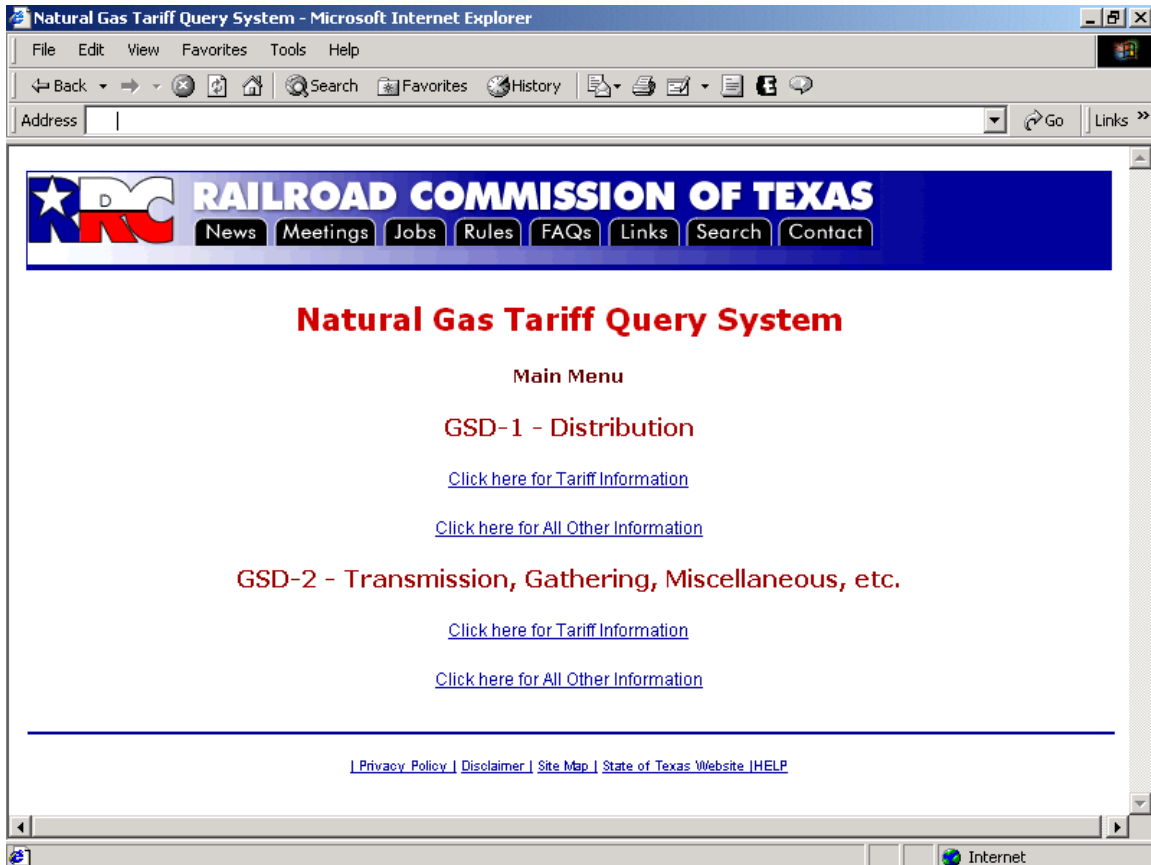 Natural Gas Tariff Query System - Microsoft Internet Explorer
File Edit View Favorites Tools Help
Back Search Favorites History
Address Go Links »
RRC RAILROAD COMMISSION OF TEXAS
News Meetings Jobs Rules FAQs Links Search Contact
Natural Gas Tariff Query System
Main Menu
GSD-1 - Distribution
Click here for Tariff Information
Click here for All Other Information
GSD-2 - Transmission, Gathering, Miscellaneous, etc.
Click here for Tariff Information
Click here for All Other Information
| Privacy Policy | Disclaimer | Site Map | State of Texas Website |HELP
Internet